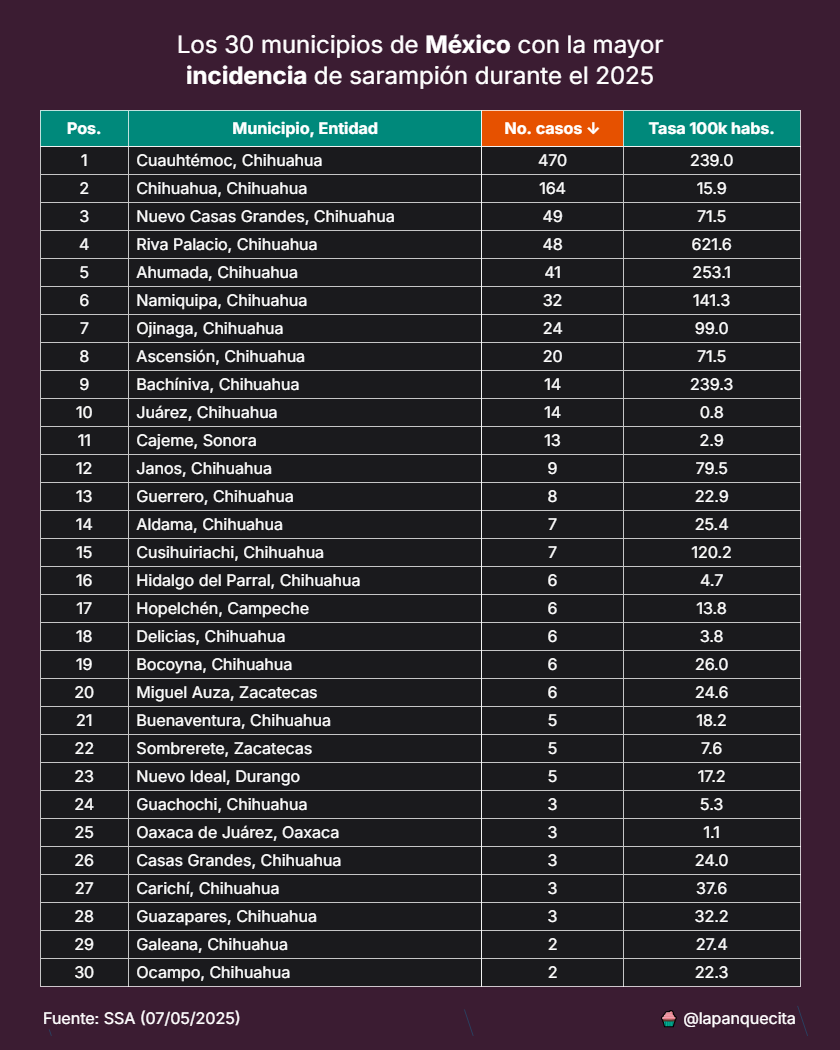 Los 30 municipios de México con la mayor
incidencia de sarampión durante el 2025
Pos. Municipio, Entidad No. casos ↓ Tasa 100k habs.
1 Cuauhtémoc, Chihuahua 470 239.0
2 Chihuahua, Chihuahua 164 15.9
3 Nuevo Casas Grandes, Chihuahua 49 71.5
4 Riva Palacio, Chihuahua 48 621.6
5 Ahumada, Chihuahua 41 253.1
6 Namiquipa, Chihuahua 32 141.3
7 Ojinaga, Chihuahua 24 99.0
8 Ascensión, Chihuahua 20 71.5
9 Bachíniva, Chihuahua 14 239.3
10 Juárez, Chihuahua 14 0.8
11 Cajeme, Sonora 13 2.9
12 Janos, Chihuahua 9 79.5
13 Guerrero, Chihuahua 8 22.9
14 Aldama, Chihuahua 7 25.4
15 Cusihuiriachi, Chihuahua 7 120.2
16 Hidalgo del Parral, Chihuahua 6 4.7
17 Hopelchén, Campeche 6 13.8
18 Delicias, Chihuahua 6 3.8
19 Bocoyna, Chihuahua 6 26.0
20 Miguel Auza, Zacatecas 6 24.6
21 Buenaventura, Chihuahua 5 18.2
22 Sombrerete, Zacatecas 5 7.6
23 Nuevo Ideal, Durango 5 17.2
24 Guachochi, Chihuahua 3 5.3
25 Oaxaca de Juárez, Oaxaca 3 1.1
26 Casas Grandes, Chihuahua 3 24.0
27 Carichí, Chihuahua 3 37.6
28 Guazapares, Chihuahua 3 32.2
29 Galeana, Chihuahua 2 27.4
30 Ocampo, Chihuahua 2 22.3
Fuente: SSA (07/05/2025) @lapanquecita